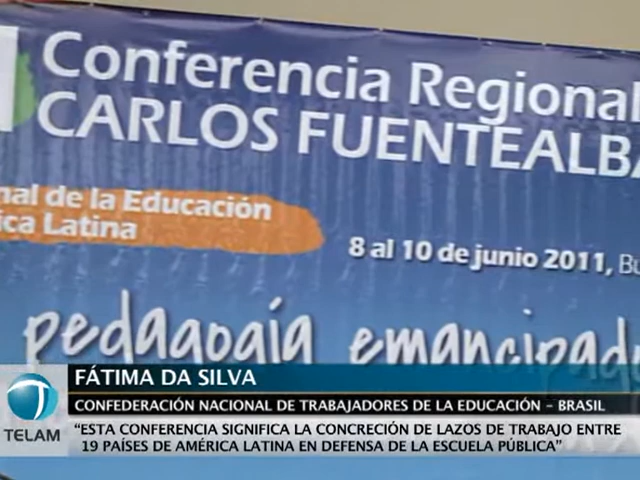 Conferencia Regional
CARLOS FUENTEALBA
nal de la Educación
ica Latina
8 al 10 de junio 2011, Bu
pedagogía emancipad
FÁTIMA DA SILVA
CONFEDERACIÓN NACIONAL DE TRABAJADORES DE LA EDUCACIÓN – BRASIL
TELAM
"ESTA CONFERENCIA SIGNIFICA LA CONCRECIÓN DE LAZOS DE TRABAJO ENTRE
19 PAÍSES DE AMÉRICA LATINA EN DEFENSA DE LA ESCUELA PÚBLICA"